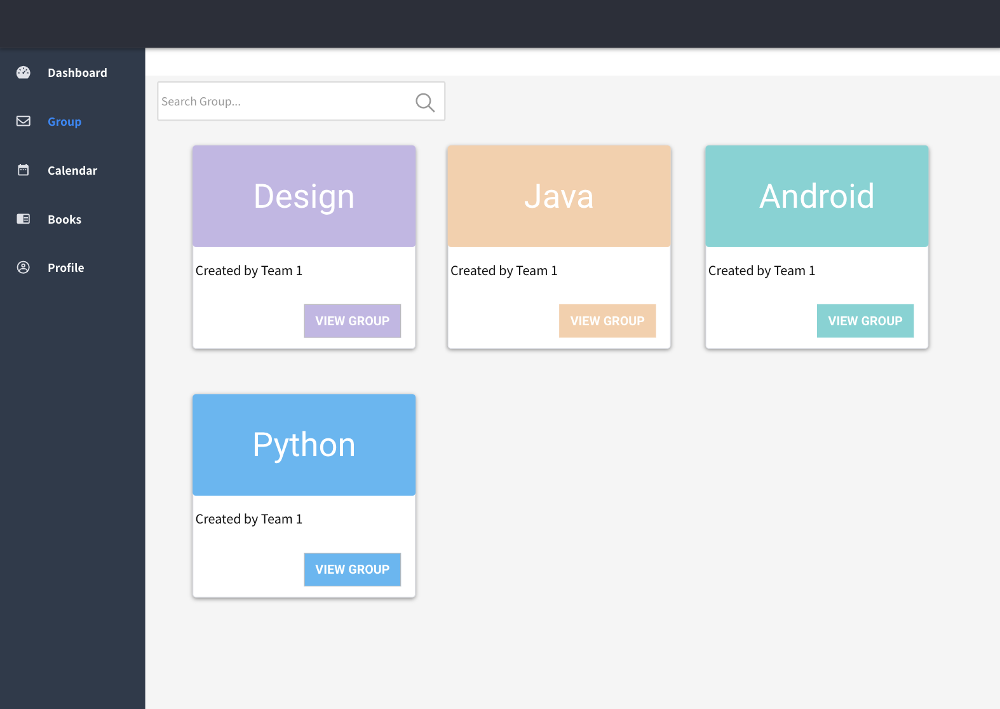 Dashboard
Group
Calendar
Books
Profile
Search Group...
Design
Created by Team 1
VIEW GROUP
Java
Created by Team 1
VIEW GROUP
Android
Created by Team 1
VIEW GROUP
Python
Created by Team 1
VIEW GROUP